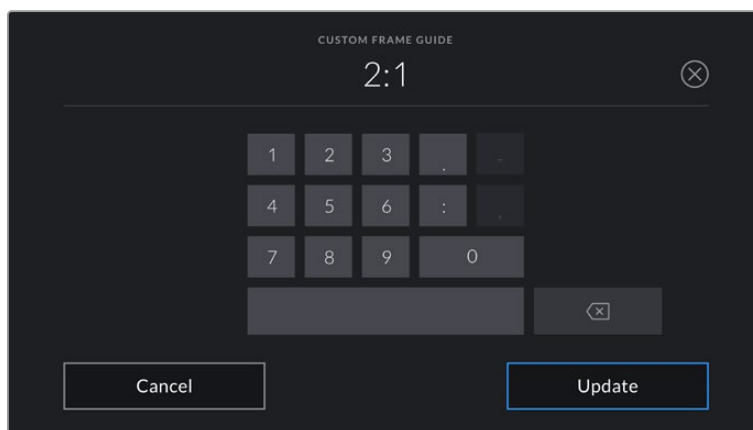 CUSTOM FRAME GUIDE
2:1
1 2 3 . -
4 5 6 : ,
7 8 9 0
Cancel Update